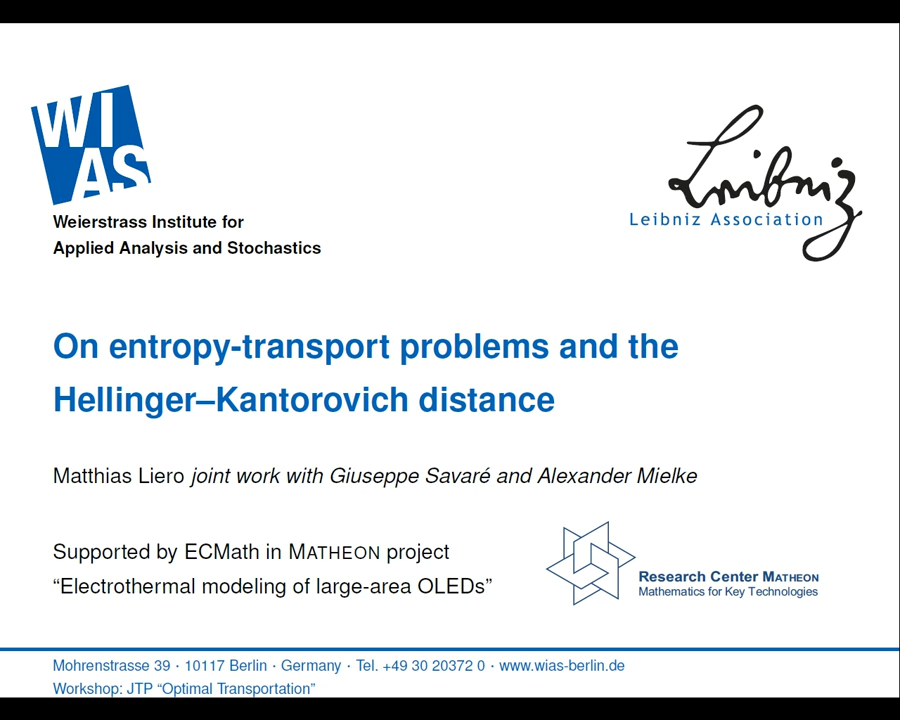 WI
AS
Weierstrass Institute for
Applied Analysis and Stochastics
Leibniz
Leibniz Association
On entropy-transport problems and the
Hellinger–Kantorovich distance
Matthias Liero joint work with Giuseppe Savaré and Alexander Mielke
Supported by ECMath in MATHEON project
“Electrothermal modeling of large-area OLEDs”
Research Center MATHEON
Mathematics for Key Technologies
Mohrenstrasse 39 · 10117 Berlin · Germany · Tel. +49 30 20372 0 · www.wias-berlin.de
Workshop: JTP “Optimal Transportation”